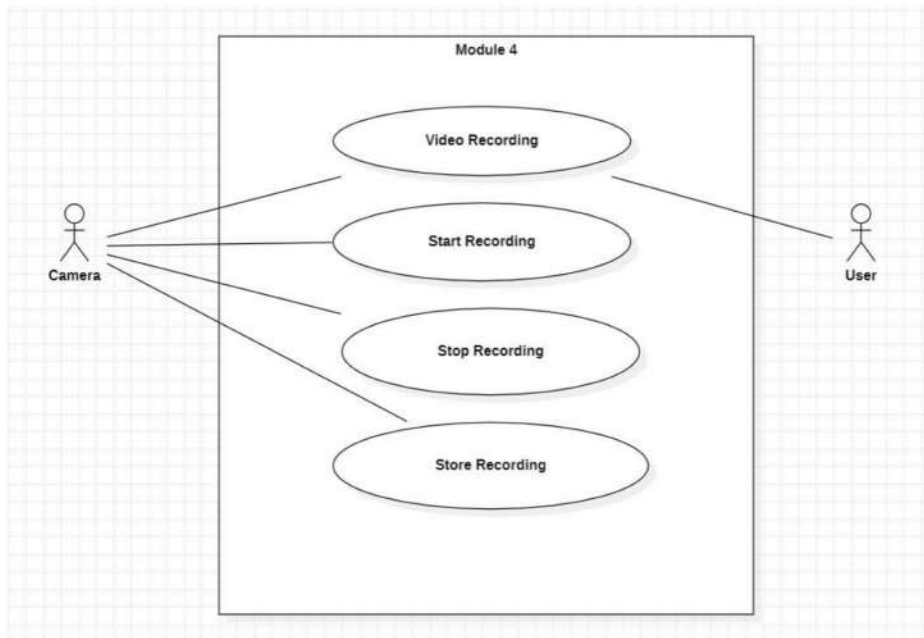 Module 4
Video Recording
Start Recording
Camera
User
Stop Recording
Store Recording